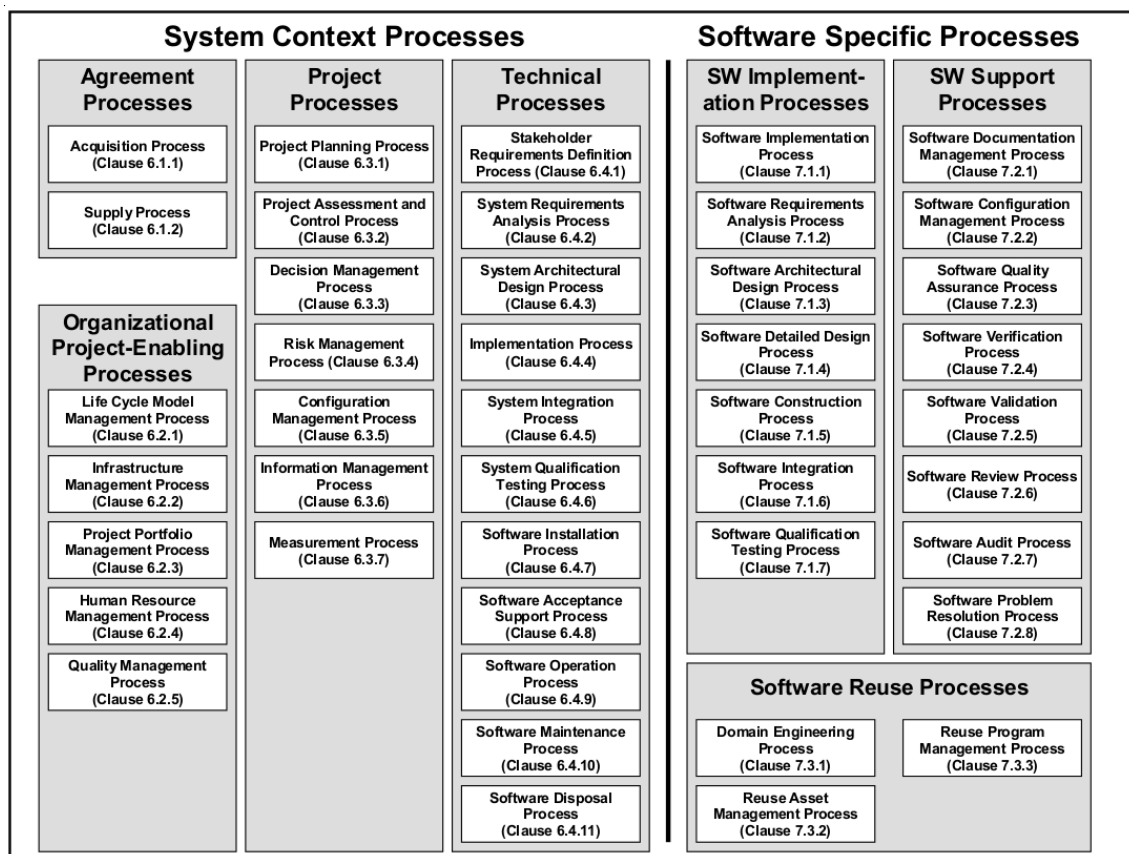 System Context Processes
Agreement
Processes
Acquisition Process
(Clause 6.1.1)
Supply Process
(Clause 6.1.2)
Organizational
Project-Enabling
Processes
Life Cycle Model
Management Process
(Clause 6.2.1)
Infrastructure
Management Process
(Clause 6.2.2)
Project Portfolio
Management Process
(Clause 6.2.3)
Human Resource
Management Process
(Clause 6.2.4)
Quality Management
Process
(Clause 6.2.5)
Project
Processes
Project Planning Process
(Clause 6.3.1)
Project Assessment and
Control Process
(Clause 6.3.2)
Decision Management
Process
(Clause 6.3.3)
Risk Management
Process (Clause 6.3.4)
Configuration
Management Process
(Clause 6.3.5)
Information Management
Process
(Clause 6.3.6)
Measurement Process
(Clause 6.3.7)
Technical
Processes
Stakeholder
Requirements Definition
Process (Clause 6.4.1)
System Requirements
Analysis Process
(Clause 6.4.2)
System Architectural
Design Process
(Clause 6.4.3)
Implementation Process
(Clause 6.4.4)
System Integration
Process
(Clause 6.4.5)
System Qualification
Testing Process
(Clause 6.4.6)
Software Installation
Process
(Clause 6.4.7)
Software Acceptance
Support Process
(Clause 6.4.8)
Software Operation
Process
(Clause 6.4.9)
Software Maintenance
Process
(Clause 6.4.10)
Software Disposal
Process
(Clause 6.4.11)
Software Specific Processes
SW Implement-
ation Processes
Software Implementation
Process
(Clause 7.1.1)
Software Requirements
Analysis Process
(Clause 7.1.2)
Software Architectural
Design Process
(Clause 7.1.3)
Software Detailed Design
Process
(Clause 7.1.4)
Software Construction
Process
(Clause 7.1.5)
Software Integration
Process
(Clause 7.1.6)
Software Qualification
Testing Process
(Clause 7.1.7)
SW Support
Processes
Software Documentation
Management Process
(Clause 7.2.1)
Software Configuration
Management Process
(Clause 7.2.2)
Software Quality
Assurance Process
(Clause 7.2.3)
Software Verification
Process
(Clause 7.2.4)
Software Validation
Process
(Clause 7.2.5)
Software Review Process
(Clause 7.2.6)
Software Audit Process
(Clause 7.2.7)
Software Problem
Resolution Process
(Clause 7.2.8)
Software Reuse Processes
Domain Engineering
Process
(Clause 7.3.1)
Reuse Asset
Management Process
(Clause 7.3.2)
Reuse Program
Management Process
(Clause 7.3.3)